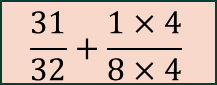 31/32 + (1 × 4)/(8 × 4)